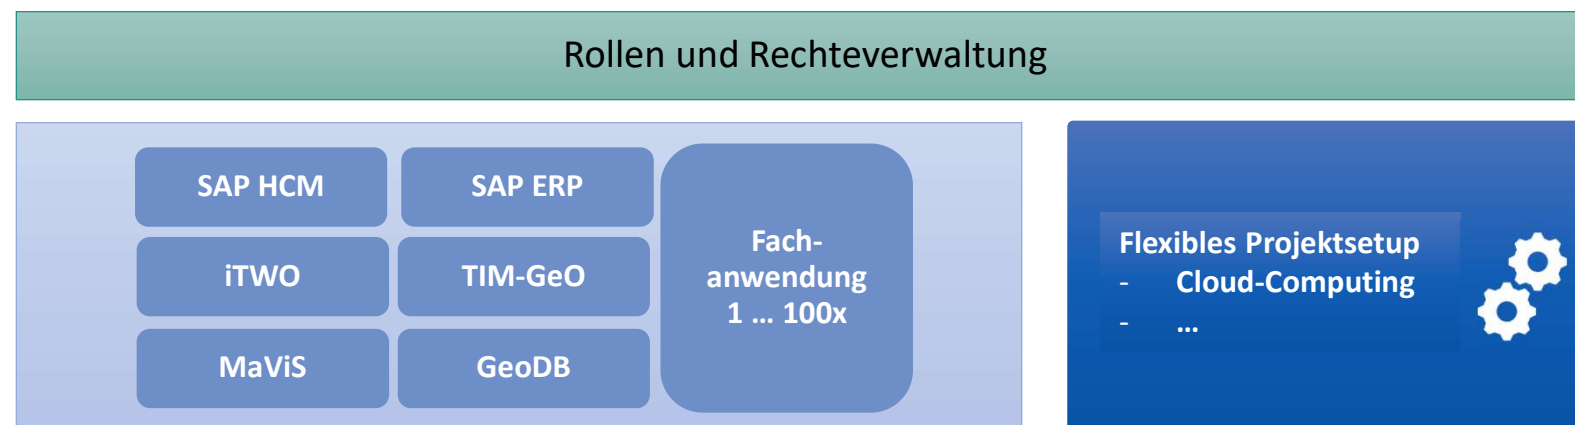 Rollen und Rechteverwaltung
SAP HCM
SAP ERP
iTWO
TIM-GeO
MaViS
GeoDB
Fach-
anwendung
1 ... 100x
Flexibles Projektsetup
- Cloud-Computing
- ...